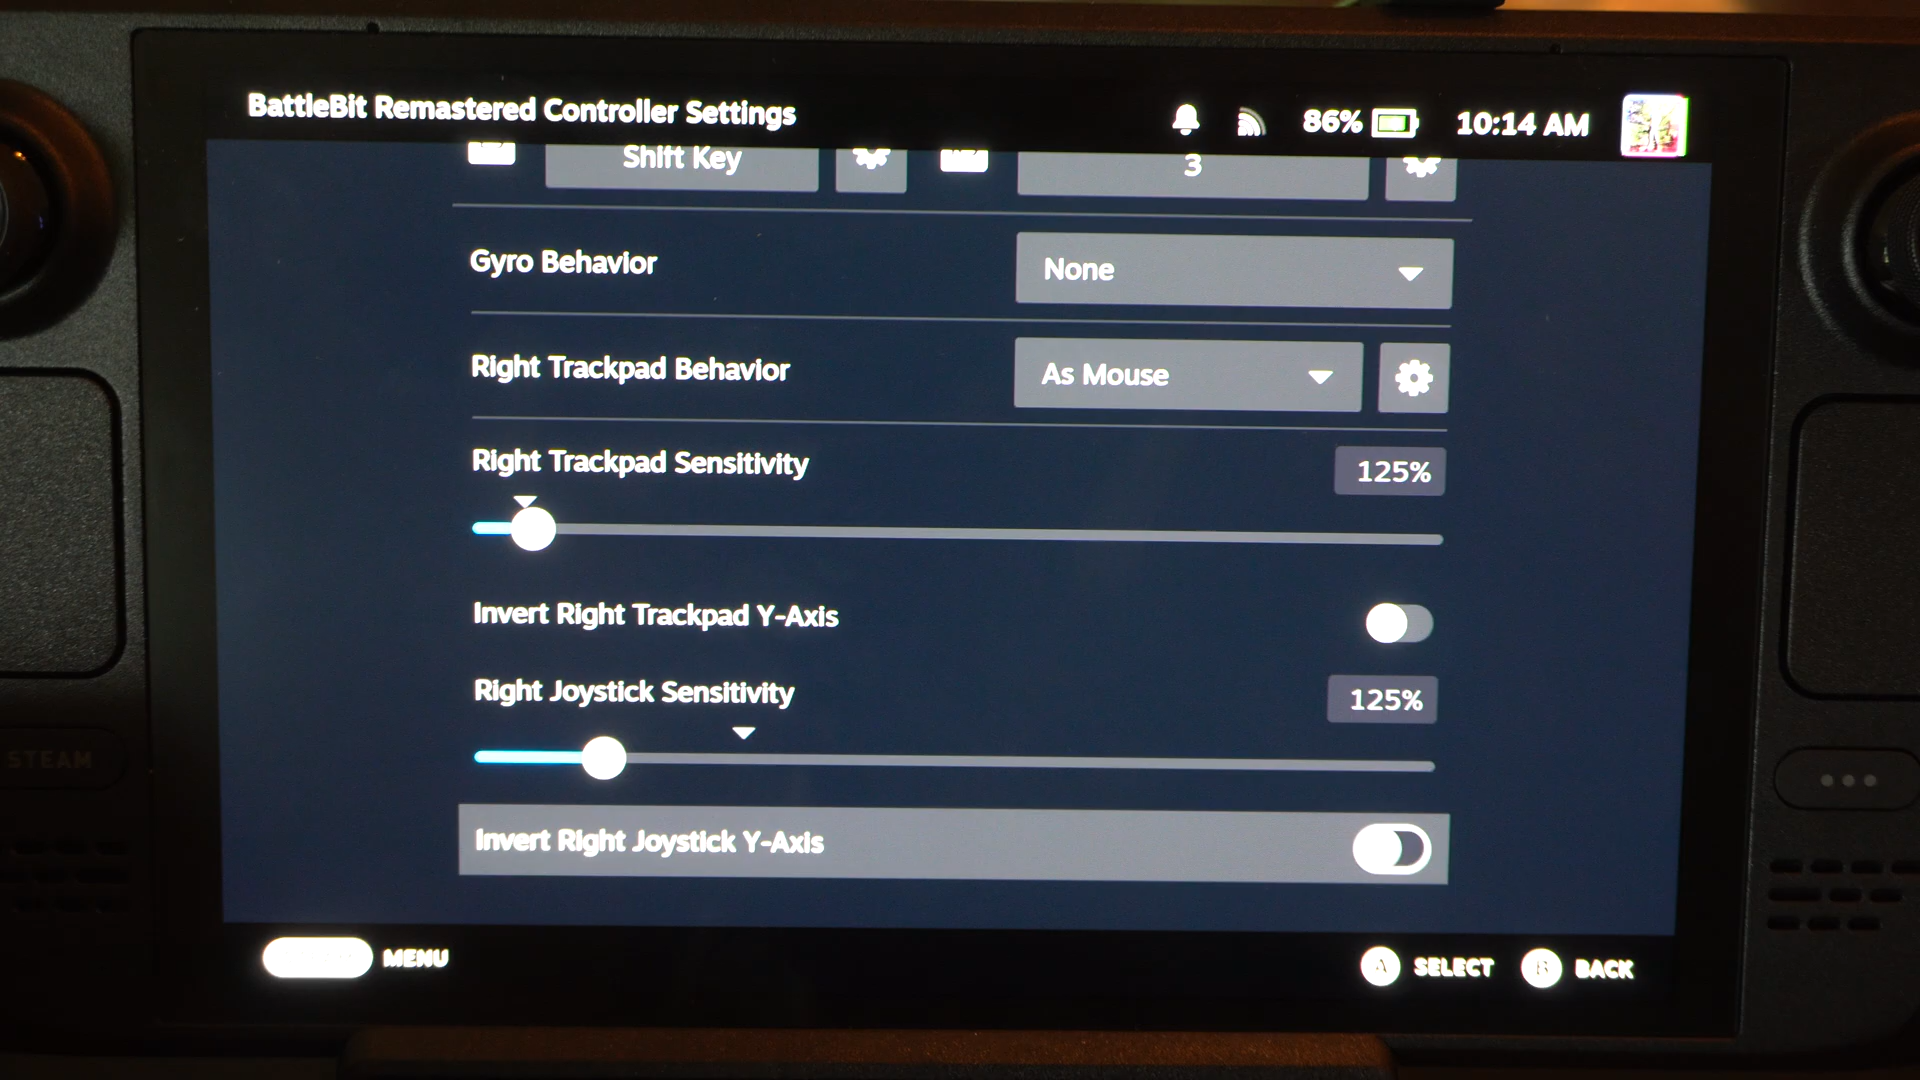 BattleBit Remastered Controller Settings
86%
10:14 AM
Shift Key
3
Gyro Behavior
None
Right Trackpad Behavior
As Mouse
Right Trackpad Sensitivity
125%
Invert Right Trackpad Y-Axis
Right Joystick Sensitivity
125%
STEAM
Invert Right Joystick Y-Axis
MENU
A SELECT
B BACK